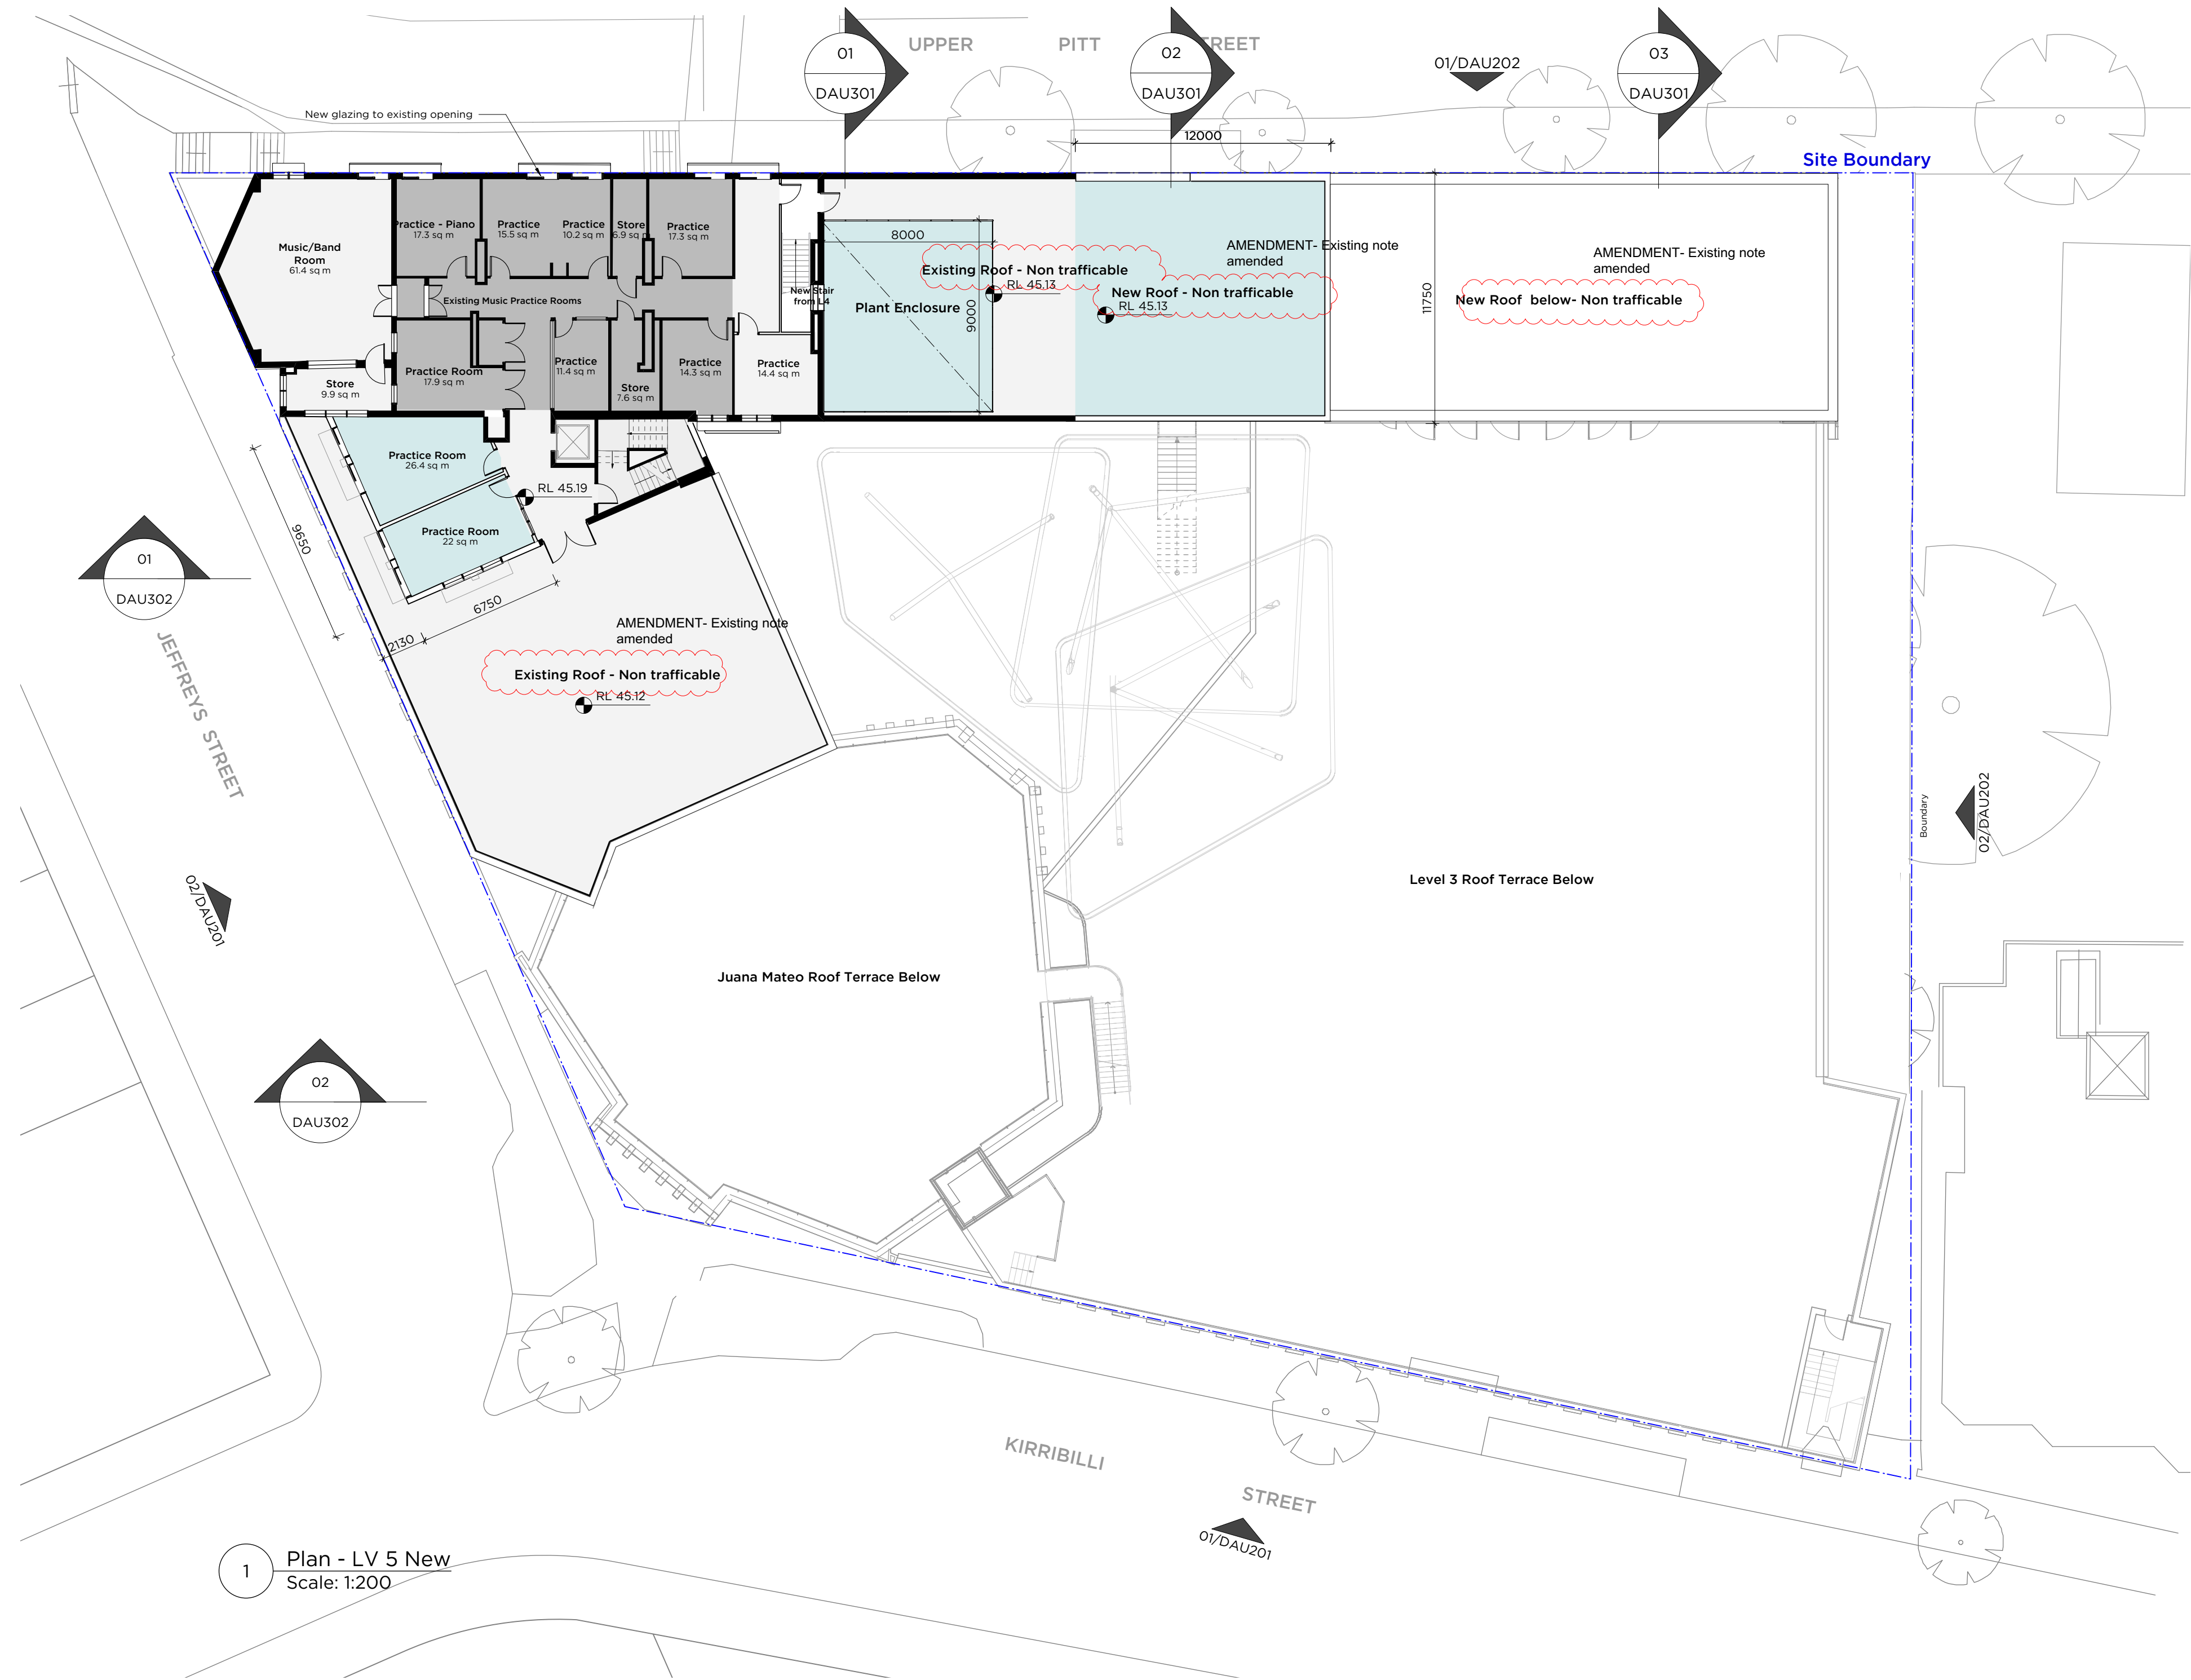 UPPER PITT STREET
01
DAU301
02
DAU301
01/DAU202
03
DAU301
New glazing to existing opening
12000
Site Boundary
Music/Band
Room
61.4 sq m
Practice - Piano
17.3 sq m
Practice
15.5 sq m
Practice
10.2 sq m
Store
6.9 sq m
Practice
17.3 sq m
Existing Music Practice Rooms
New Stair
from L4
8000
9000
Plant Enclosure
Existing Roof - Non trafficable
RL 45.13
AMENDMENT- Existing note
amended
New Roof - Non trafficable
RL 45.13
11750
AMENDMENT- Existing note
amended
New Roof  below- Non trafficable
Store
9.9 sq m
Practice Room
17.9 sq m
Practice
11.4 sq m
Store
7.6 sq m
Practice
14.3 sq m
Practice
14.4 sq m
Practice Room
26.4 sq m
RL 45.19
Practice Room
22 sq m
9650
6750
2130
01
DAU302
JEFFREYS STREET
AMENDMENT- Existing note
amended
Existing Roof - Non trafficable
RL 45.12
Boundary
02/DAU202
02/DAU201
Level 3 Roof Terrace Below
Juana Mateo Roof Terrace Below
02
DAU302
KIRRIBILLI STREET
01/DAU201
1
Plan - LV 5 New
Scale: 1:200